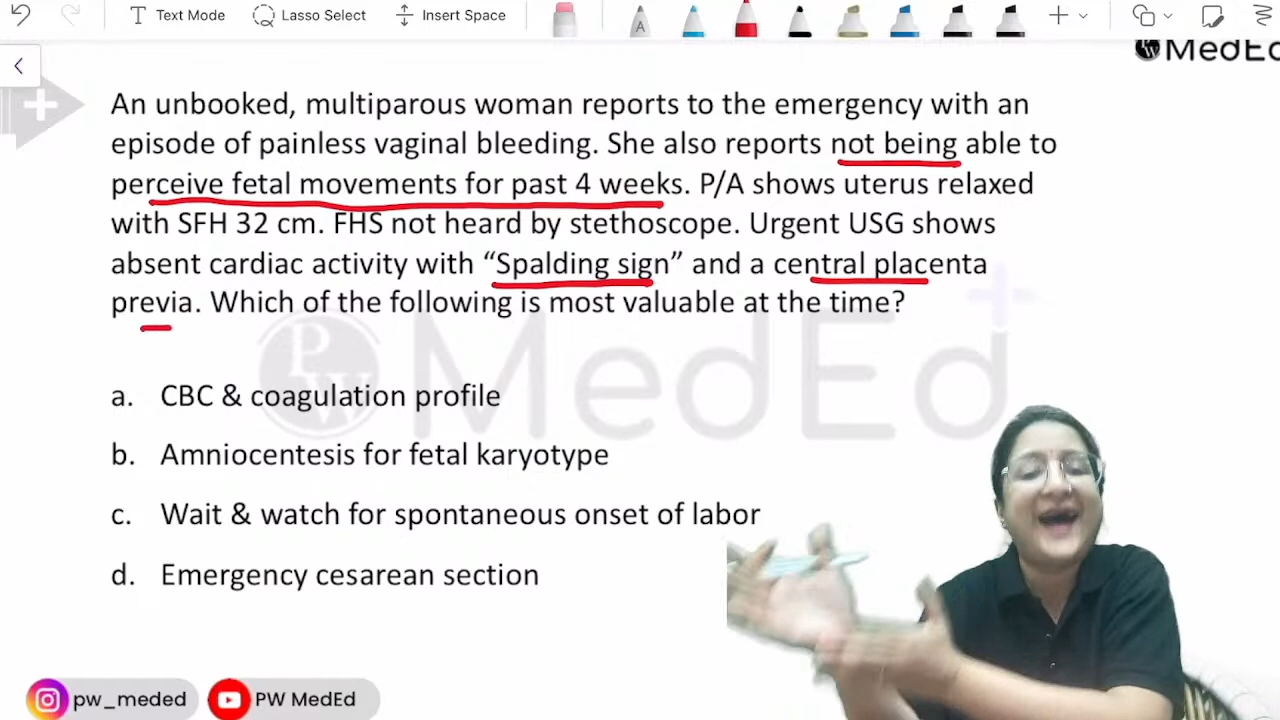 Text Mode
Lasso Select
Insert Space
A
MedEd
An unbooked, multiparous woman reports to the emergency with an
episode of painless vaginal bleeding. She also reports not being able to
perceive fetal movements for past 4 weeks. P/A shows uterus relaxed
with SFH 32 cm. FHS not heard by stethoscope. Urgent USG shows
absent cardiac activity with “Spalding sign” and a central placenta
previa. Which of the following is most valuable at the time?
PW MedEd
a. CBC & coagulation profile
b. Amniocentesis for fetal karyotype
c. Wait & watch for spontaneous onset of labor
d. Emergency cesarean section
pw_meded
PW MedEd